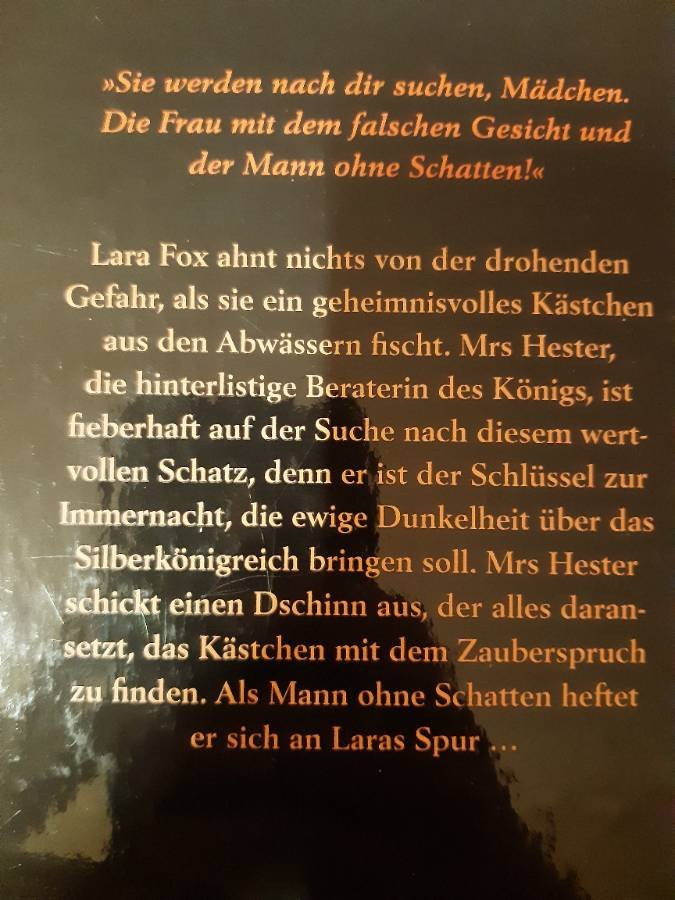 »Sie werden nach dir suchen, Mädchen.
Die Frau mit dem falschen Gesicht und
der Mann ohne Schatten!«
Lara Fox ahnt nichts von der drohenden
Gefahr, als sie ein geheimnisvolles Kästchen
aus den Abwässern fischt. Mrs Hester,
die hinterlistige Beraterin des Königs, ist
fieberhaft auf der Suche nach diesem wert-
vollen Schatz, denn er ist der Schlüssel zur
Immernacht, die ewige Dunkelheit über das
Silberkönigreich bringen soll. Mrs Hester
schickt einen Dschinn aus, der alles daran-
setzt, das Kästchen mit dem Zauberspruch
zu finden. Als Mann ohne Schatten heftet
er sich an Laras Spur ...